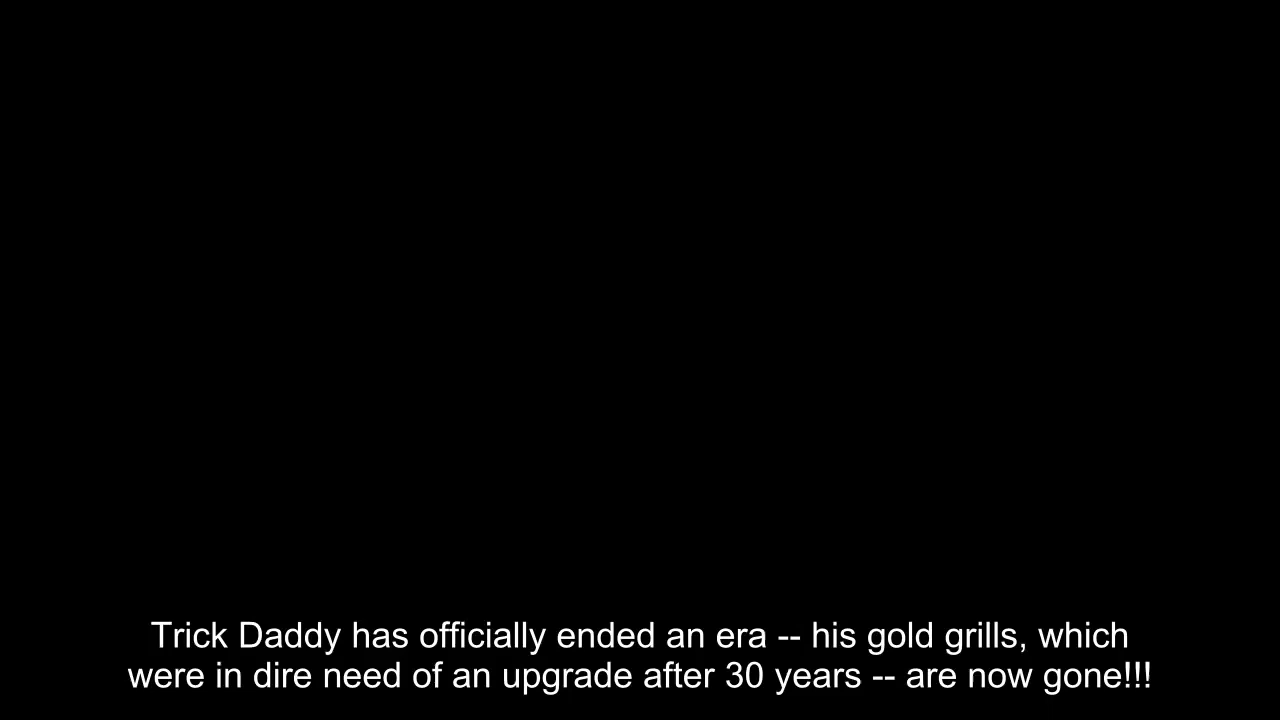 Trick Daddy has officially ended an era -- his gold grills, which
were in dire need of an upgrade after 30 years -- are now gone!!!